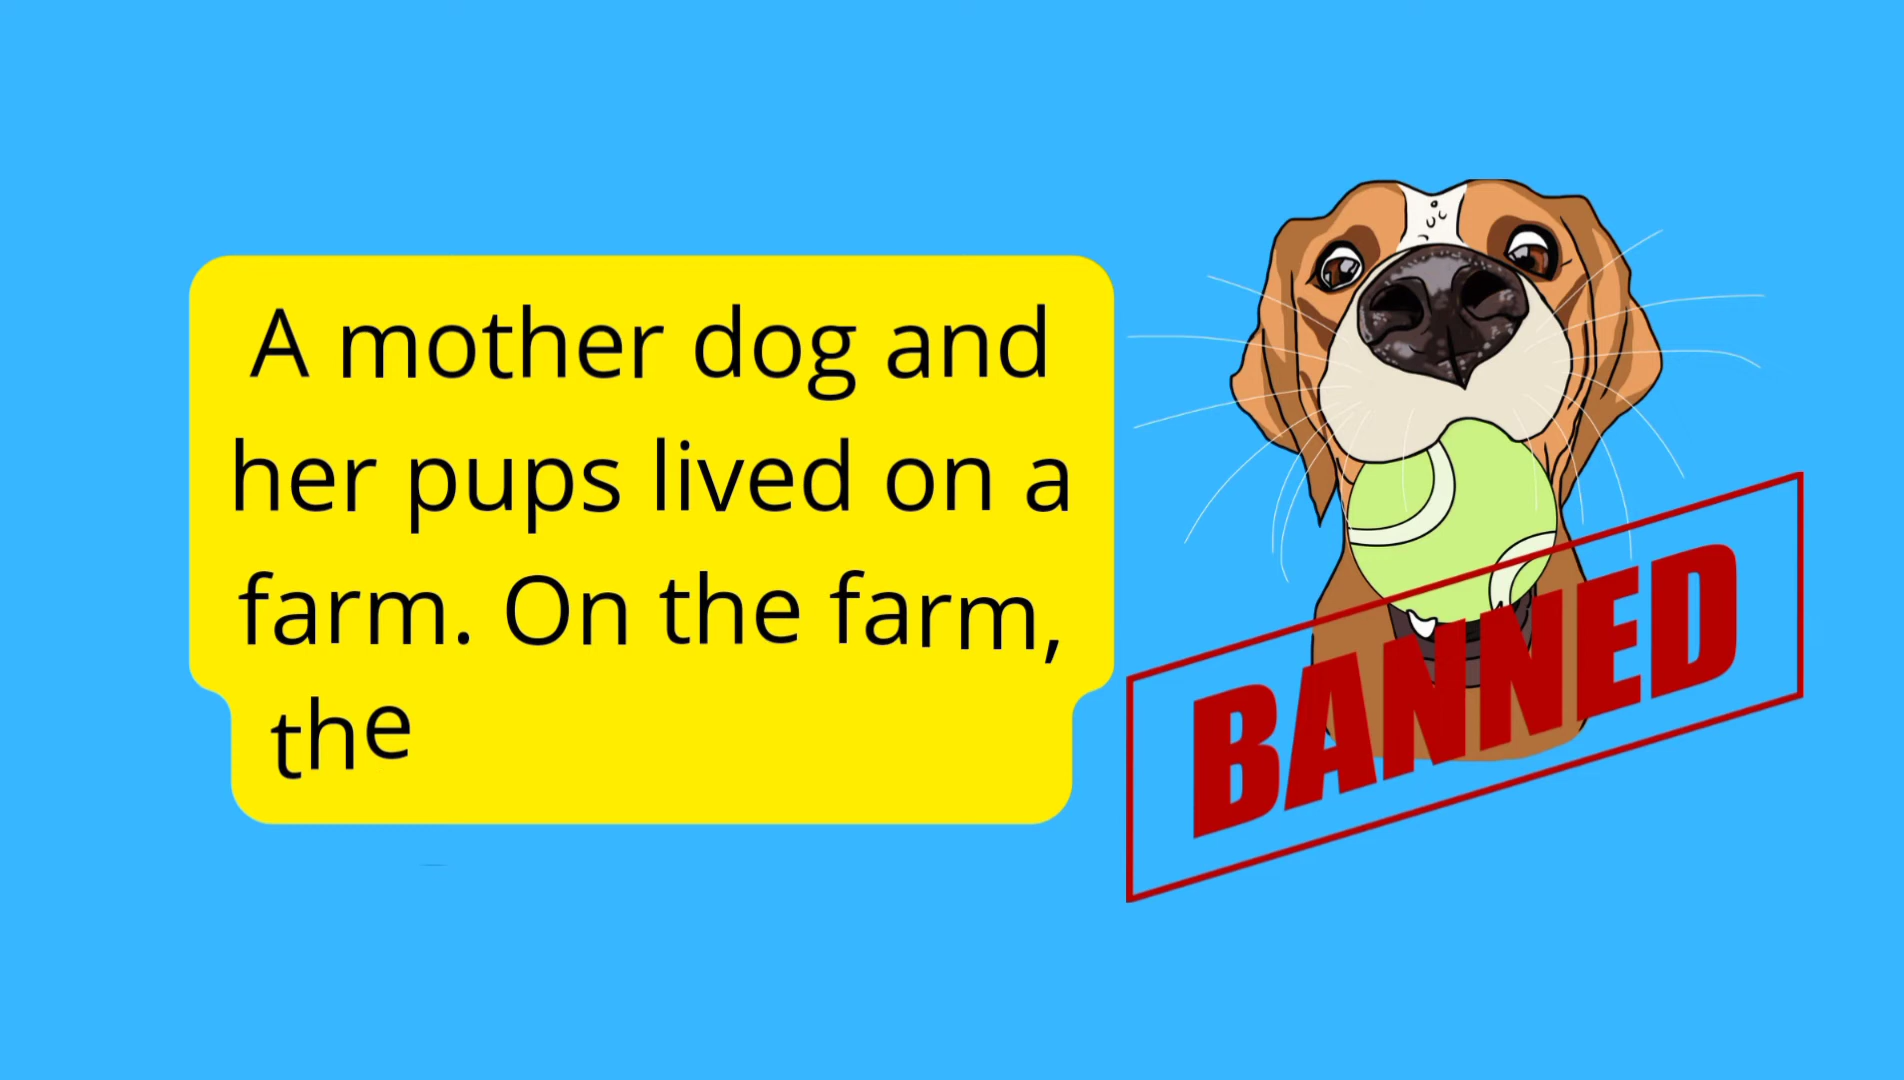 A mother dog and
her pups lived on a
farm. On the farm,
the
BANNED